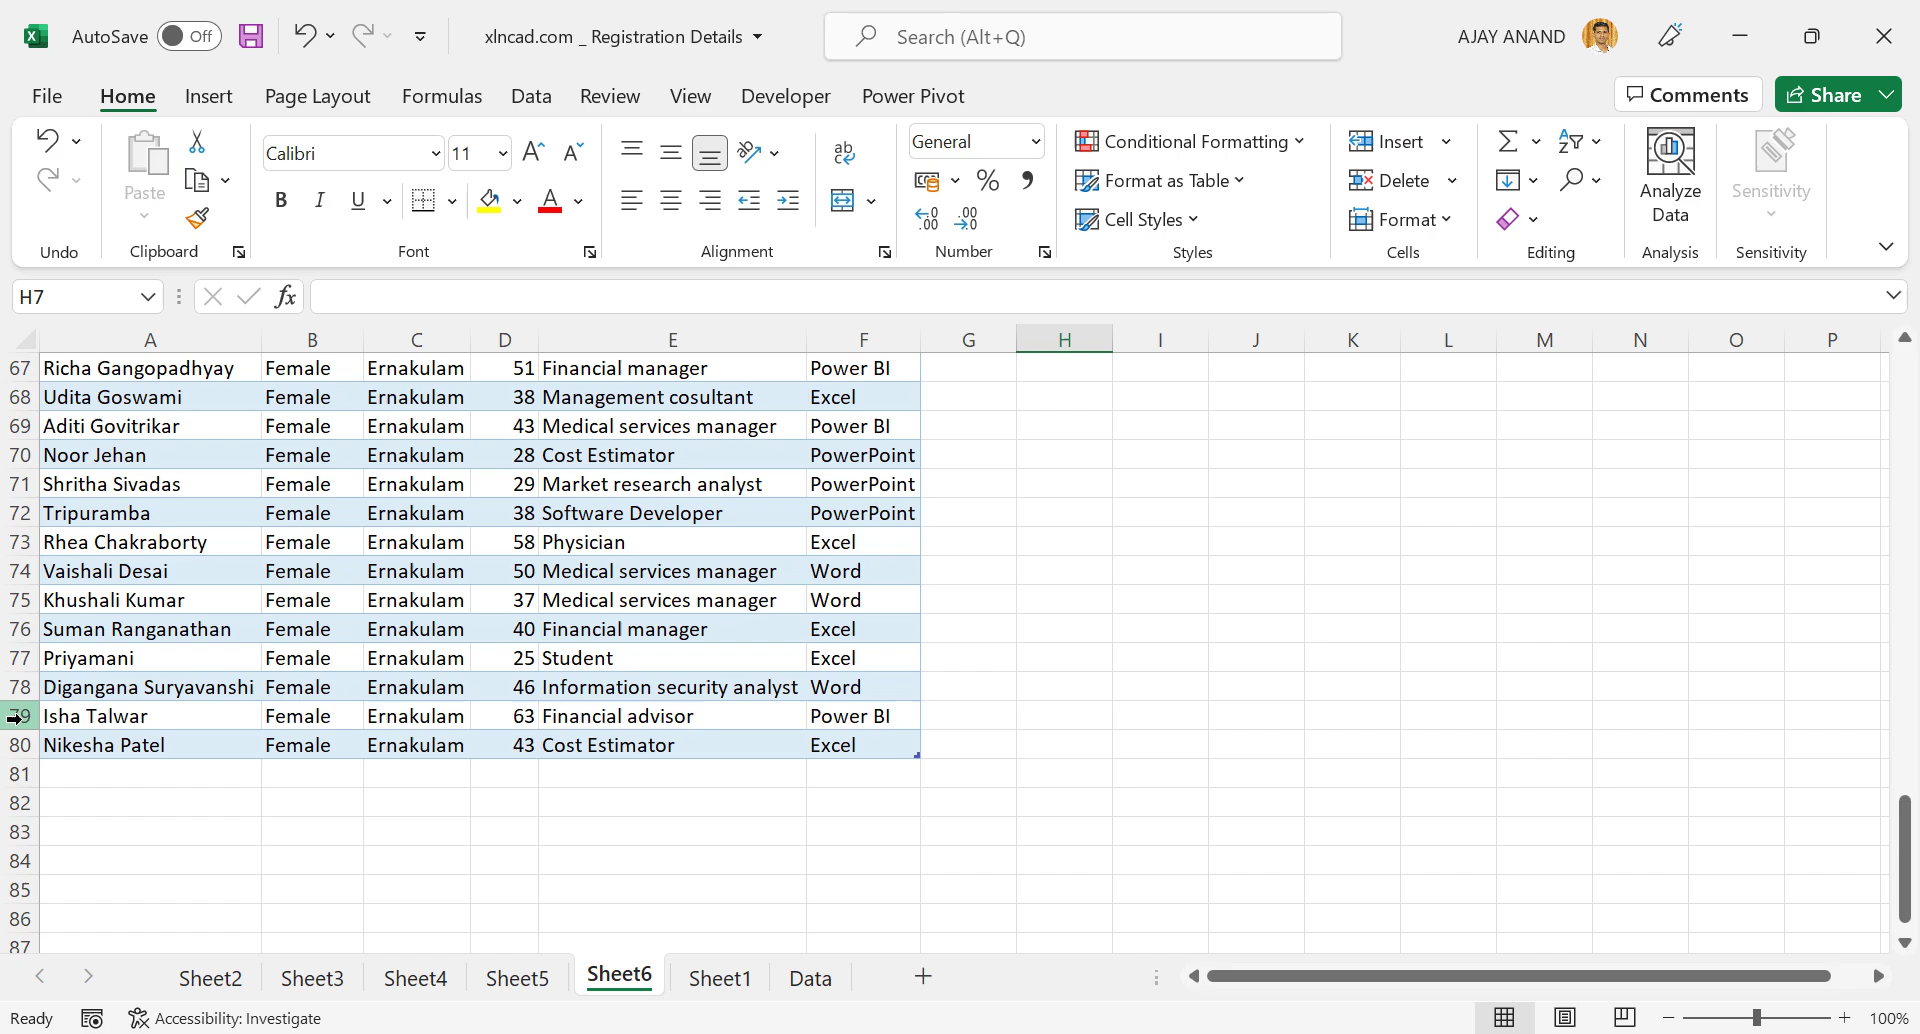 AutoSave Off xlncad.com _ Registration Details Search (Alt+Q) AJAY ANAND
File Home Insert Page Layout Formulas Data Review View Developer Power Pivot Comments Share
Paste Calibri 11 B I U A General Conditional Formatting Format as Table Cell Styles Insert Delete Format Analyze Data Sensitivity
Undo Clipboard Font Alignment Number Styles Cells Editing Analysis Sensitivity
H7 fx
A B C D E F G H I J K L M N O P
67 Richa Gangopadhyay Female Ernakulam 51 Financial manager Power BI
68 Udita Goswami Female Ernakulam 38 Management cosultant Excel
69 Aditi Govitrikar Female Ernakulam 43 Medical services manager Power BI
70 Noor Jehan Female Ernakulam 28 Cost Estimator PowerPoint
71 Shritha Sivadas Female Ernakulam 29 Market research analyst PowerPoint
72 Tripuramba Female Ernakulam 38 Software Developer PowerPoint
73 Rhea Chakraborty Female Ernakulam 58 Physician Excel
74 Vaishali Desai Female Ernakulam 50 Medical services manager Word
75 Khushali Kumar Female Ernakulam 37 Medical services manager Word
76 Suman Ranganathan Female Ernakulam 40 Financial manager Excel
77 Priyamani Female Ernakulam 25 Student Excel
78 Digangana Suryavanshi Female Ernakulam 46 Information security analyst Word
79 Isha Talwar Female Ernakulam 63 Financial advisor Power BI
80 Nikesha Patel Female Ernakulam 43 Cost Estimator Excel
81
82
83
84
85
86
87
Sheet2 Sheet3 Sheet4 Sheet5 Sheet6 Sheet1 Data
Ready Accessibility: Investigate 100%